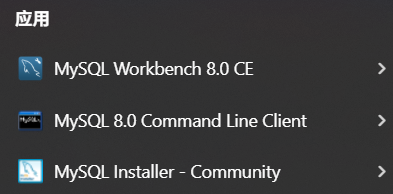 应用
MySQL Workbench 8.0 CE
MySQL 8.0 Command Line Client
MySQL Installer - Community